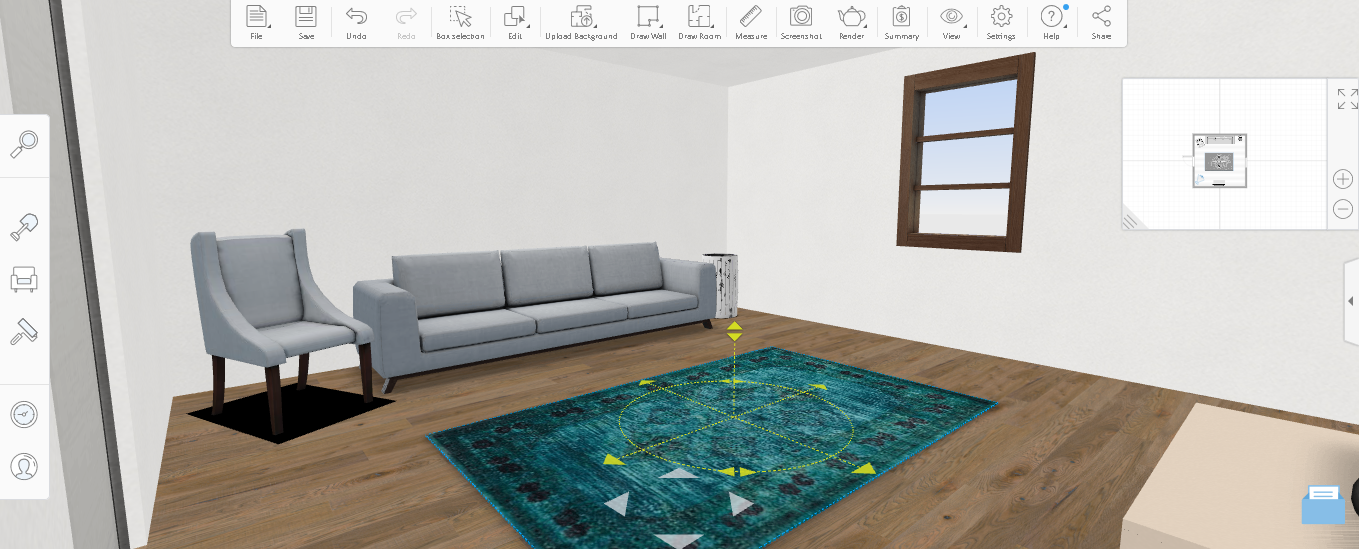 File
Save
Undo
Redo
Box selection
Edit
Upload Background
Draw Wall
Draw Room
Measure
Screenshot
Render
Summary
View
Settings
Help
Share